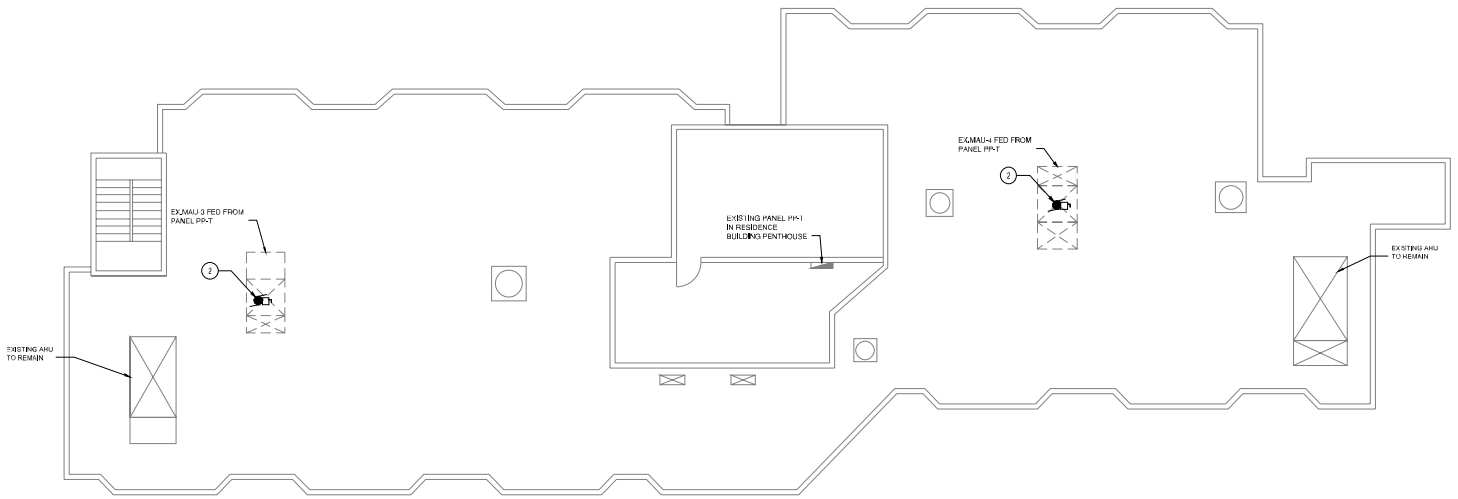 EX.MAU-4 FED FROM
PANEL PP-T
2
EX.MAU-3 FED FROM
PANEL PP-T
EXISTING PANEL PP-T
IN RESIDENCE
BUILDING PENTHOUSE
EXISTING AHU
TO REMAIN
2
EXISTING AHU
TO REMAIN